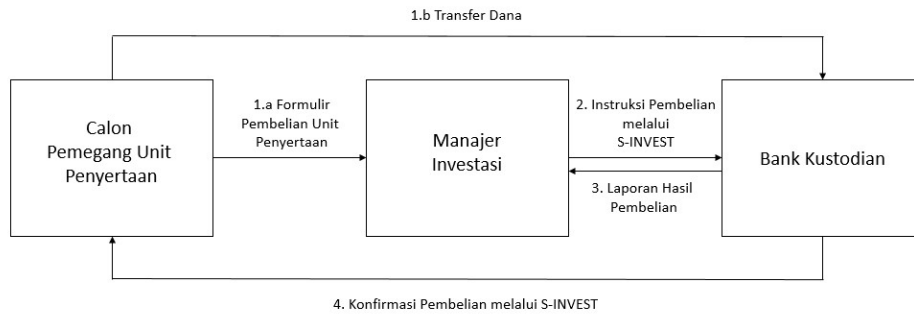 1.b Transfer Dana
Calon
Pemegang Unit
Penyertaan
1.a Formulir
Pembelian Unit
Penyertaan
Manajer
Investasi
2. Instruksi Pembelian
melalui
S-INVEST
3. Laporan Hasil
Pembelian
Bank Kustodian
4. Konfirmasi Pembelian melalui S-INVEST